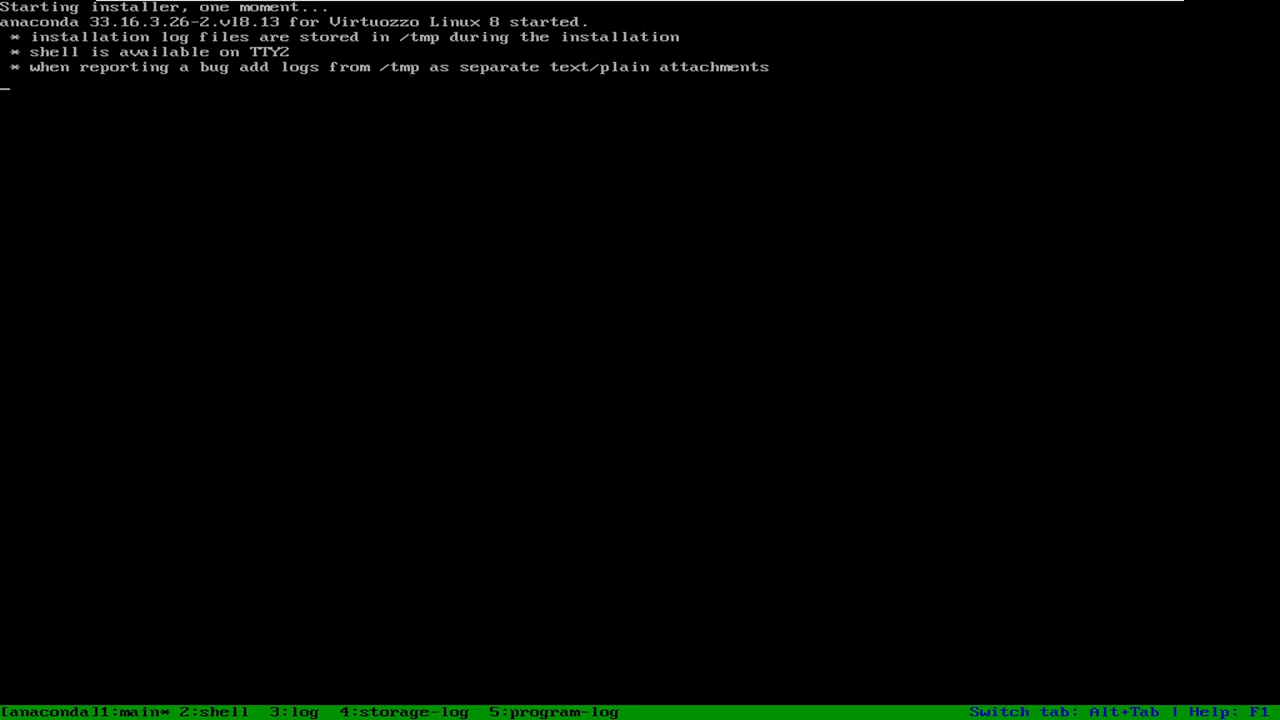 Starting installer, one moment...
anaconda 33.16.3.26-2.vl8.13 for Virtuozzo Linux 8 started.
* installation log files are stored in /tmp during the installation
* shell is available on TTY2
* when reporting a bug add logs from /tmp as separate text/plain attachments
[anaconda]1:main* 2:shell  3:log  4:storage-log  5:program-log Switch tab: Alt+Tab | Help: F1